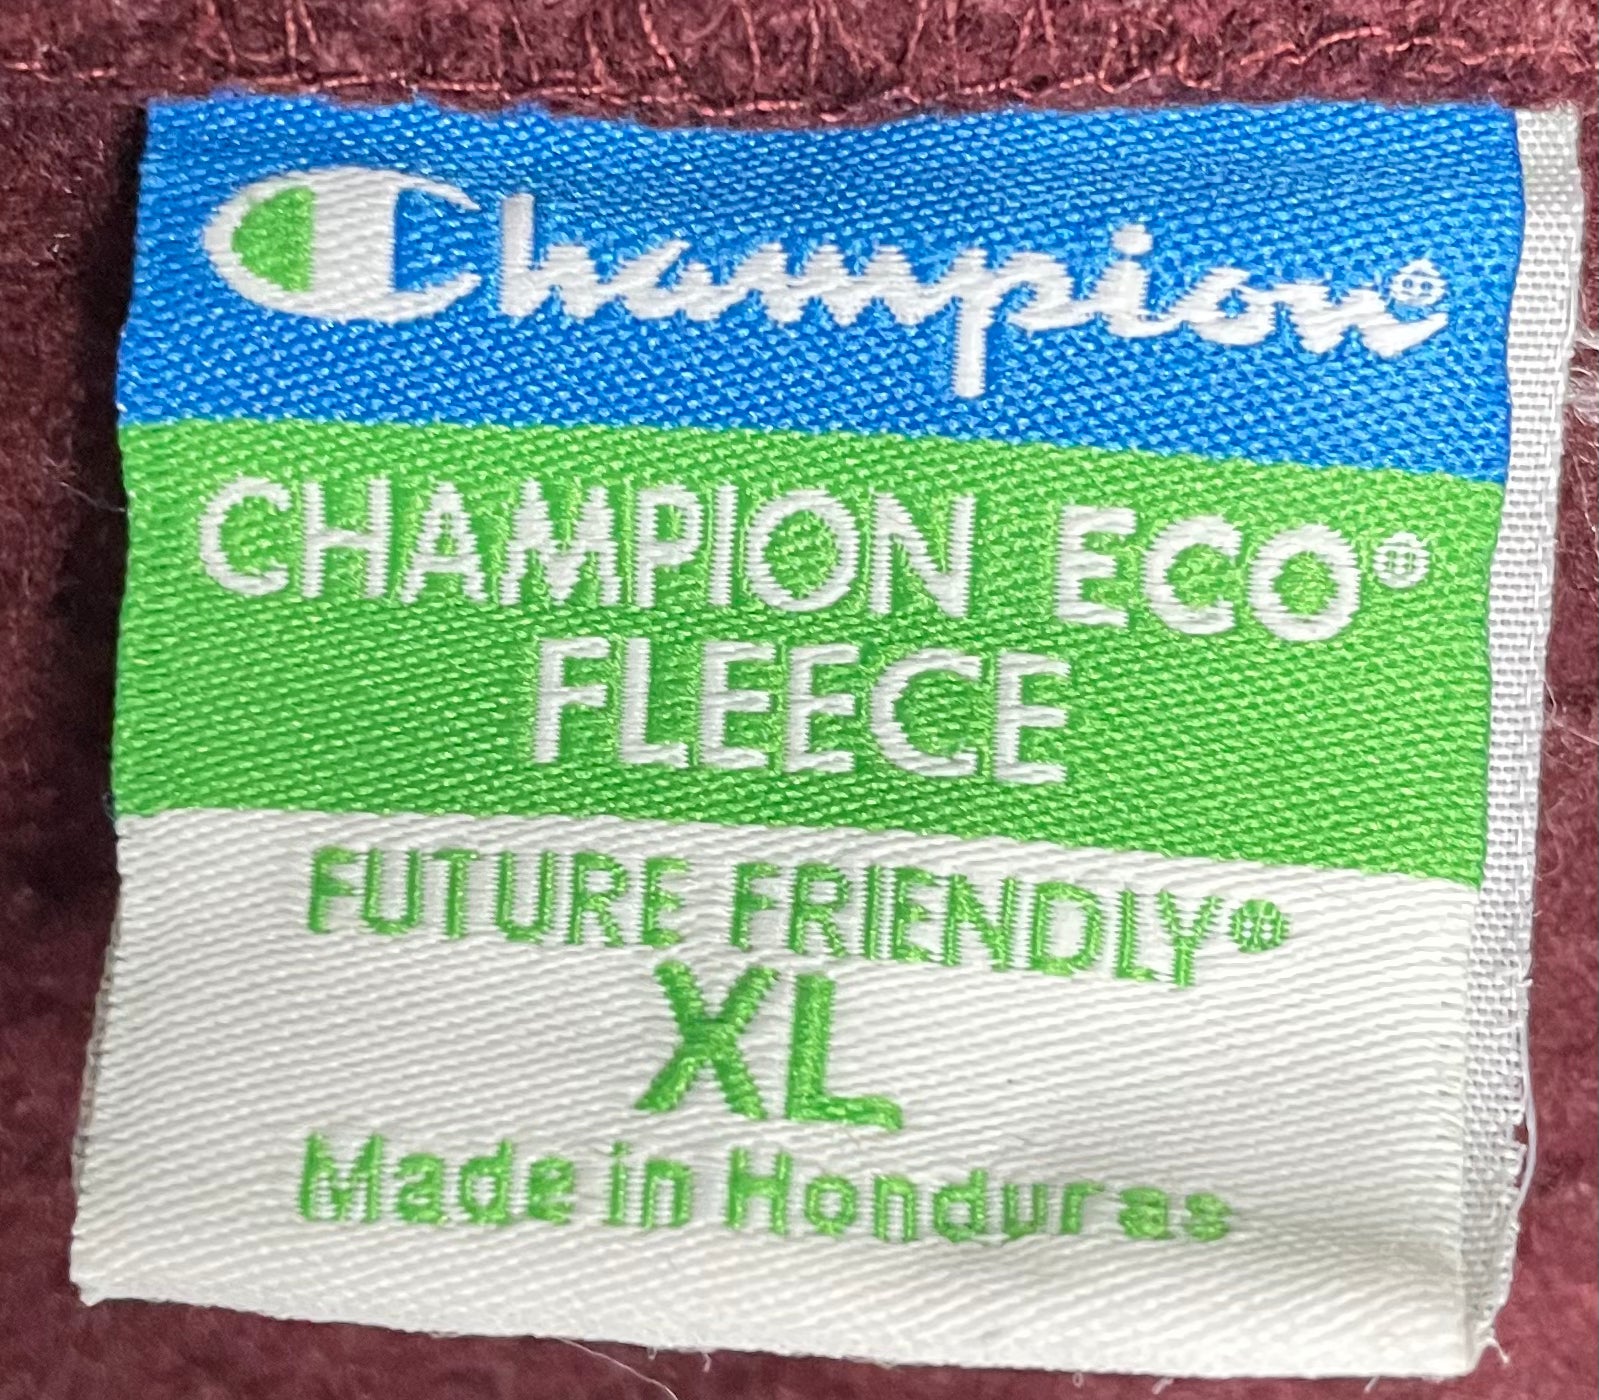 Champion®
CHAMPION ECO®
FLEECE
FUTURE FRIENDLY®
XL
Made in Honduras